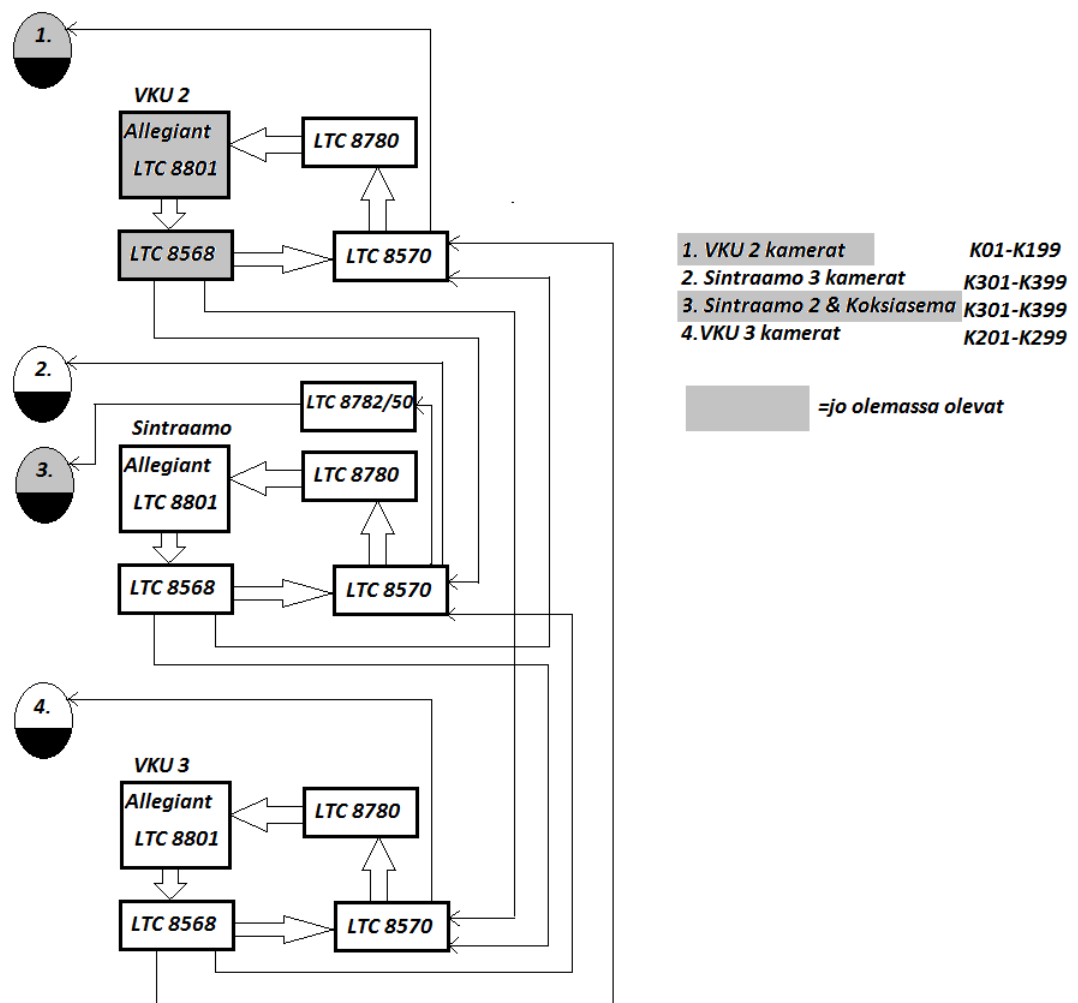 1.
VKU 2
Allegiant
LTC 8801
LTC 8780
LTC 8568
LTC 8570
1. VKU 2 kamerat K01-K199
2. Sintraamo 3 kamerat K301-K399
3. Sintraamo 2 & Koksiasema K301-K399
4.VKU 3 kamerat K201-K299
=jo olemassa olevat
2.
LTC 8782/50
Sintraamo
3.
Allegiant
LTC 8801
LTC 8780
LTC 8568
LTC 8570
4.
VKU 3
Allegiant
LTC 8801
LTC 8780
LTC 8568
LTC 8570